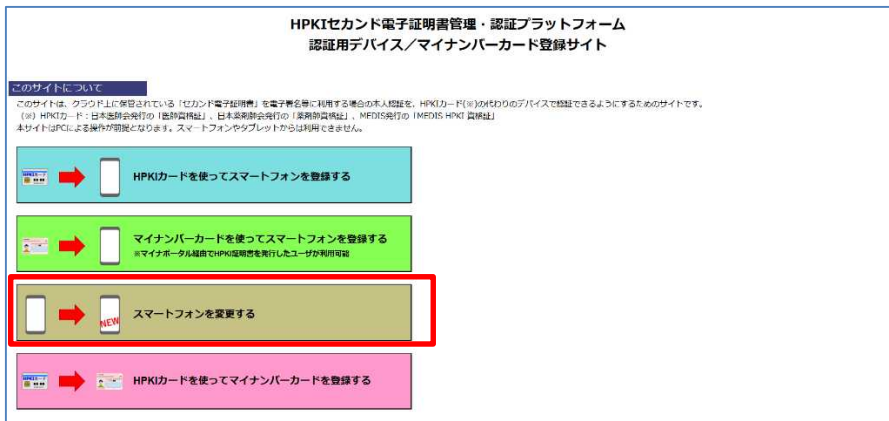 HPKIセカンド電子証明書管理・認証プラットフォーム
認証用デバイス／マイナンバーカード登録サイト
このサイトについて
このサイトは、クラウド上に保管されている「セカンド電子証明書」を電子署名等に利用する場合の本人認証を、HPKIカード(※)の代わりのデバイスで認証できるようにするためのサイトです。
(※) HPKIカード：日本医師会発行の「医師資格証」、日本薬剤師会発行の「薬剤師資格証」、MEDIS発行の「MEDIS HPKI 資格証」
本サイトはPCによる操作が前提となります。スマートフォンやタブレットからは利用できません。
HPKIカードを使ってスマートフォンを登録する
マイナンバーカードを使ってスマートフォンを登録する
※マイナポータル経由でHPKI証明書を発行したユーザが利用可能
NEW
スマートフォンを変更する
HPKIカードを使ってマイナンバーカードを登録する